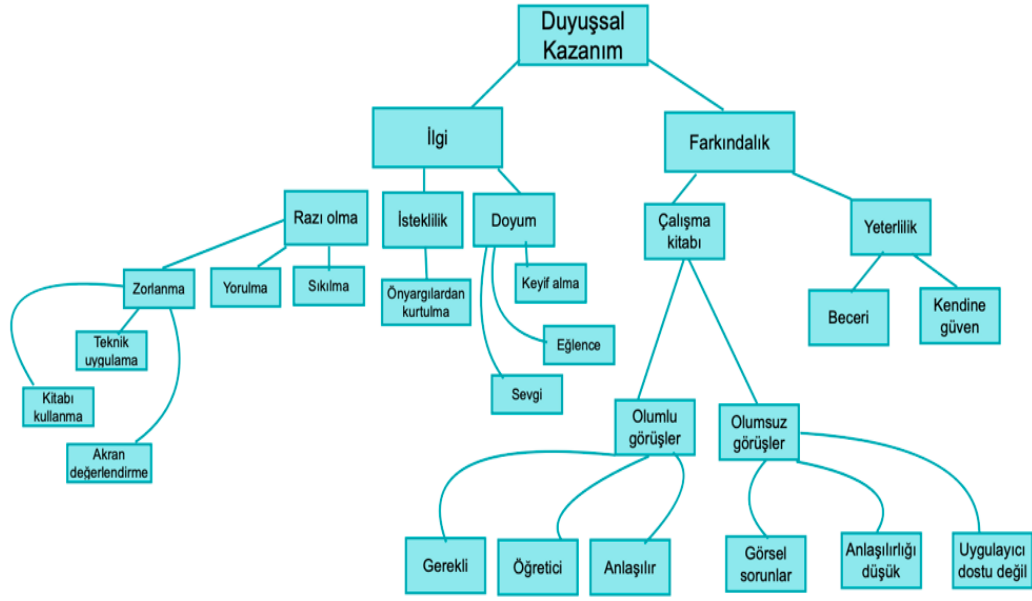 Duyuşsal
Kazanım
İlgi
Farkındalık
Razı olma
İsteklilik
Doyum
Çalışma
kitabı
Yeterlilik
Zorlanma
Yorulma
Sıkılma
Önyargılardan
kurtulma
Keyif alma
Beceri
Kendine
güven
Teknik
uygulama
Eğlence
Kitabı
kullanma
Sevgi
Akran
değerlendirme
Olumlu
görüşler
Olumsuz
görüşler
Gerekli
Öğretici
Anlaşılır
Görsel
sorunlar
Anlaşılırlığı
düşük
Uygulayıcı
dostu değil